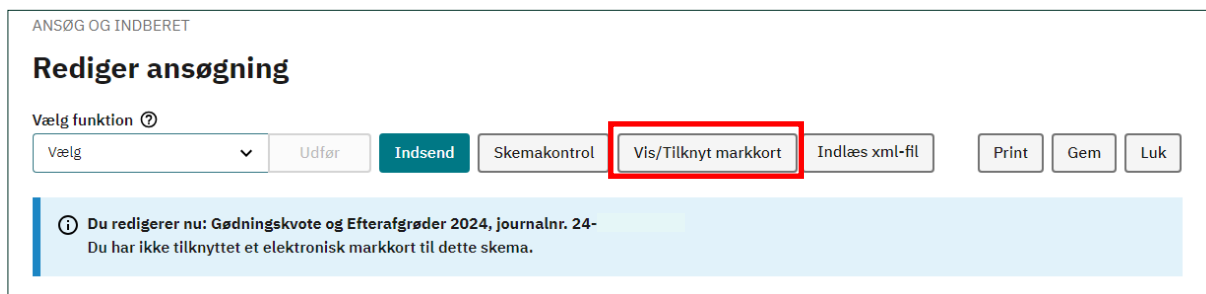 ANSØG OG INDBERET
Rediger ansøgning
Vælg funktion
Vælg Udfør Indsend Skemakontrol Vis/Tilknyt markkort Indlæs xml-fil Print Gem Luk
Du redigerer nu: Gødningskvote og Efterafgrøder 2024, journalnr. 24-
Du har ikke tilknyttet et elektronisk markkort til dette skema.